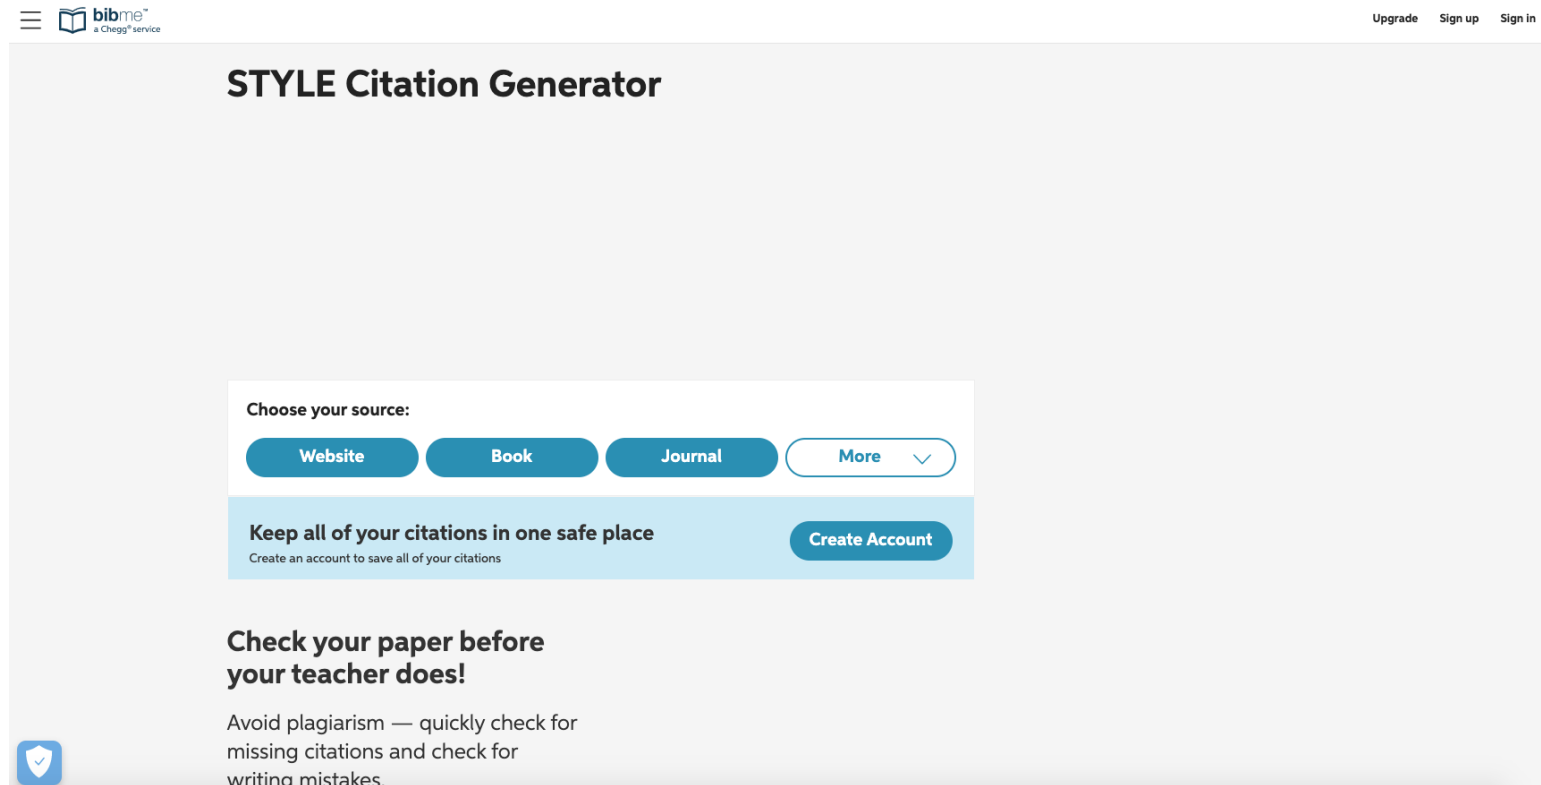 bibme™
a Chegg® service
Upgrade
Sign up
Sign in
STYLE Citation Generator
Choose your source:
Website
Book
Journal
More
Keep all of your citations in one safe place
Create an account to save all of your citations
Create Account
Check your paper before
your teacher does!
Avoid plagiarism — quickly check for
missing citations and check for
writing mistakes.